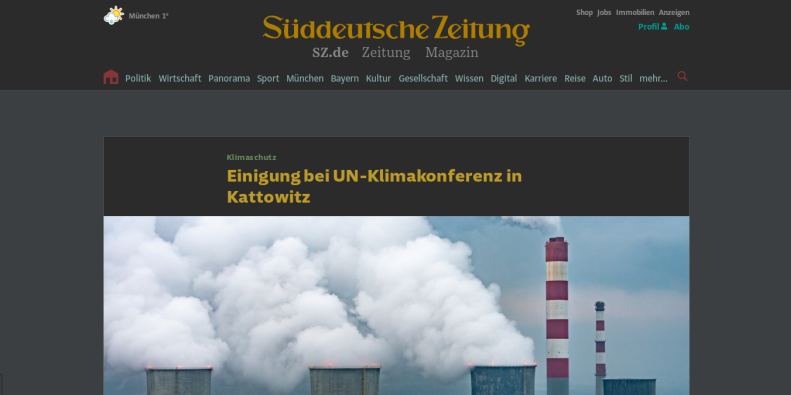 München 1°
Shop Jobs Immobilien Anzeigen
Süddeutsche Zeitung
Profil Abo
SZ.de Zeitung Magazin
Politik Wirtschaft Panorama Sport München Bayern Kultur Gesellschaft Wissen Digital Karriere Reise Auto Stil mehr...
Klimaschutz
Einigung bei UN-Klimakonferenz in
Kattowitz